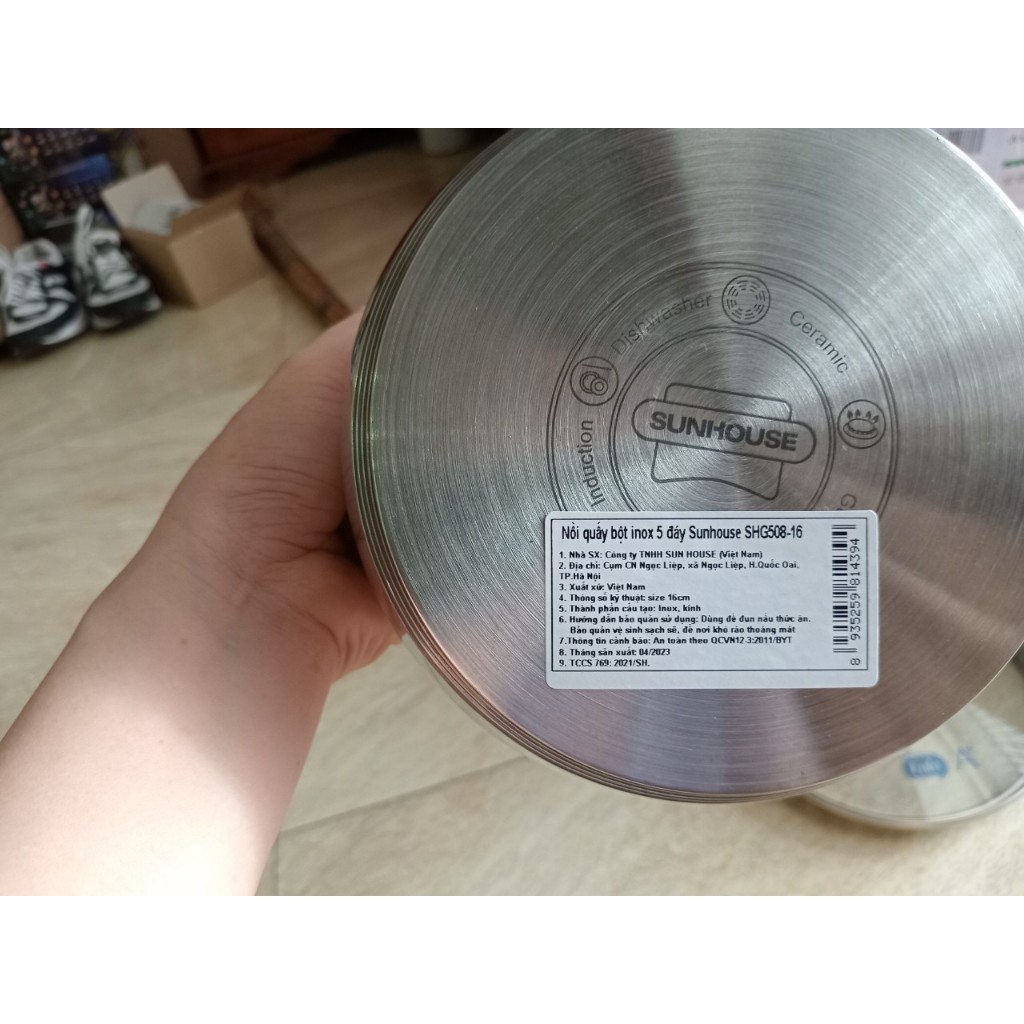 Dishwasher
Ceramic
Induction
SUNHOUSE
G
Nồi quấy bột inox 5 đáy Sunhouse SHG508-16
1. Nhà SX: Công ty TNHH SUN HOUSE (Việt Nam)
2. Địa chỉ: Cụm CN Ngọc Liệp, xã Ngọc Liệp, H.Quốc Oai,
TP.Hà Nội
3. Xuất xứ: Việt Nam
4. Thông số kỹ thuật: size 16cm
5. Thành phần cấu tạo: Inox, kính
6. Hướng dẫn bảo quản sử dụng: Dùng để đun nấu thức ăn.
Bảo quản vệ sinh sạch sẽ, để nơi khô ráo thoáng mát
7.Thông tin cảnh báo: An toàn theo QCVN12-3:2011/BYT
8. Tháng sản xuất: 04/2023
9. TCCS 769: 2021/SH.
8 935259 814394